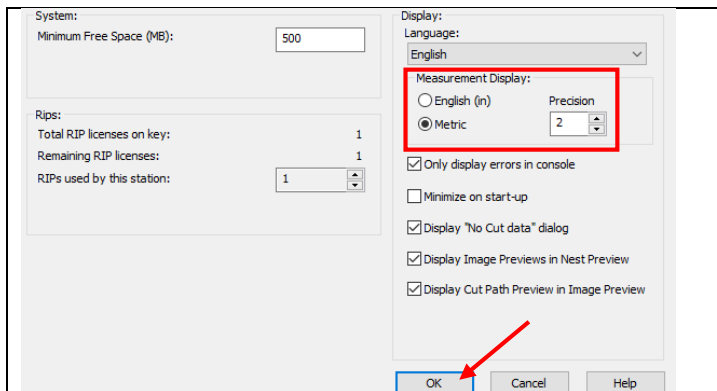 System:
Minimum Free Space (MB):
500
Rips:
Total RIP licenses on key:
1
Remaining RIP licenses:
1
RIPs used by this station:
1
Display:
Language:
English
Measurement Display:
English (in)
Precision
Metric
2
Only display errors in console
Minimize on start-up
Display "No Cut data" dialog
Display Image Previews in Nest Preview
Display Cut Path Preview in Image Preview
OK
Cancel
Help